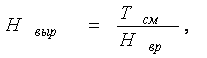 H выр = T см / H вр ,